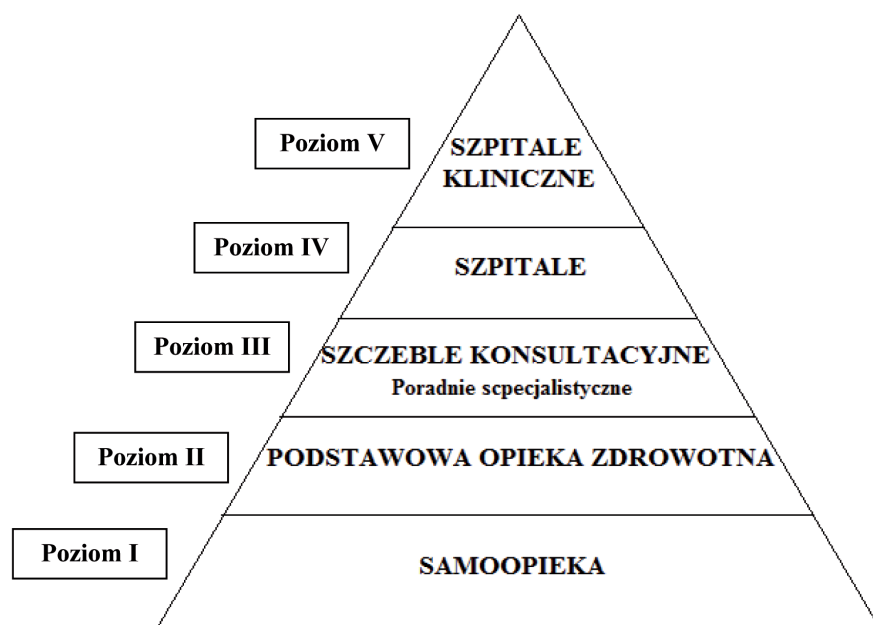 Poziom V
SZPITALE
KLINICZNE
Poziom IV
SZPITALE
Poziom III
SZCZEBLE KONSULTACYJNE
Poradnie scpecjalistyczne
Poziom II
PODSTAWOWA OPIEKA ZDROWOTNA
Poziom I
SAMOOPIEKA